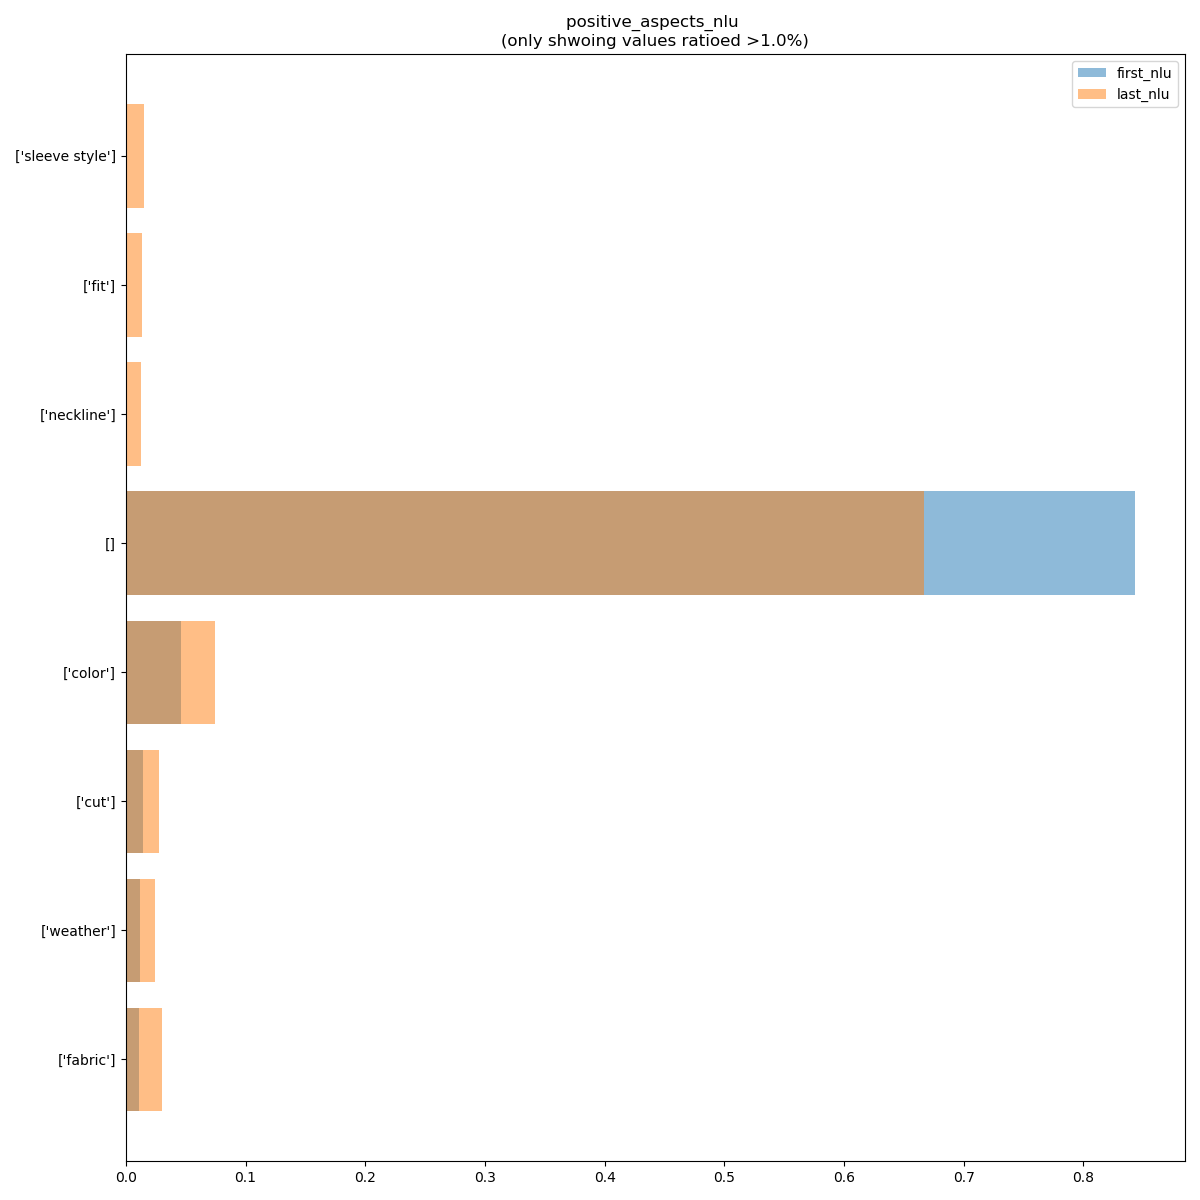 positive_aspects_nlu
(only shwoing values ratioed >1.0%)
first_nlu
last_nlu
['sleeve style']
['fit']
['neckline']
[]
['color']
['cut']
['weather']
['fabric']
0.0 0.1 0.2 0.3 0.4 0.5 0.6 0.7 0.8